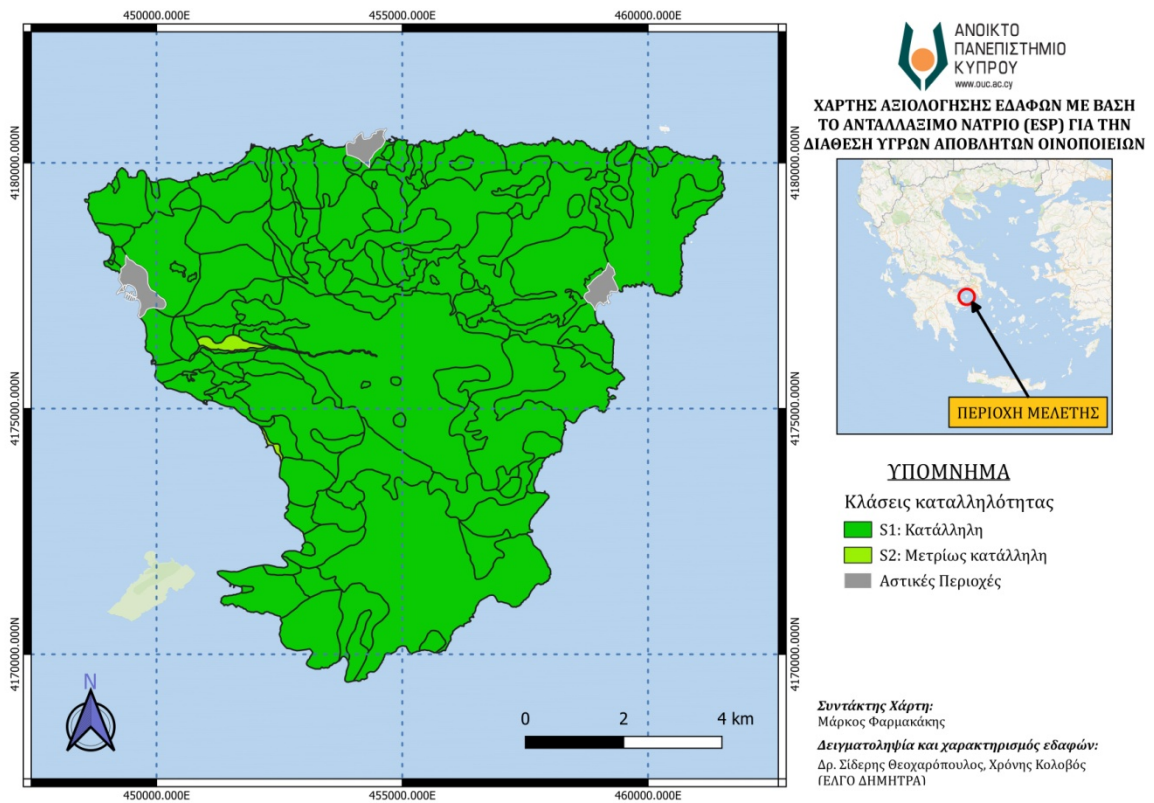 450000.000E
455000.000E
460000.000E
4180000.000N
4175000.000N
4170000.000N
4180000.000N
4175000.000N
4170000.000N
N
0 2 4 km
450000.000E
455000.000E
460000.000E
ΑΝΟΙΚΤΟ
ΠΑΝΕΠΙΣΤΗΜΙΟ
ΚΥΠΡΟΥ
www.ouc.ac.cy
ΧΑΡΤΗΣ ΑΞΙΟΛΟΓΗΣΗΣ ΕΔΑΦΩΝ ΜΕ ΒΑΣΗ
ΤΟ ΑΝΤΑΛΛΑΞΙΜΟ ΝΑΤΡΙΟ (ESP) ΓΙΑ ΤΗΝ
ΔΙΑΘΕΣΗ ΥΓΡΩΝ ΑΠΟΒΛΗΤΩΝ ΟΙΝΟΠΟΙΕΙΩΝ
ΠΕΡΙΟΧΗ ΜΕΛΕΤΗΣ
ΥΠΟΜΝΗΜΑ
Κλάσεις καταλληλότητας
S1: Κατάλληλη
S2: Μετρίως κατάλληλη
Αστικές Περιοχές
Συντάκτης Χάρτη:
Μάρκος Φαρμακάκης
Δειγματοληψία και χαρακτηρισμός εδαφών:
Δρ. Σίδερης Θεοχαρόπουλος, Χρόνης Κολοβός
(ΕΛΓΟ ΔΗΜΗΤΡΑ)